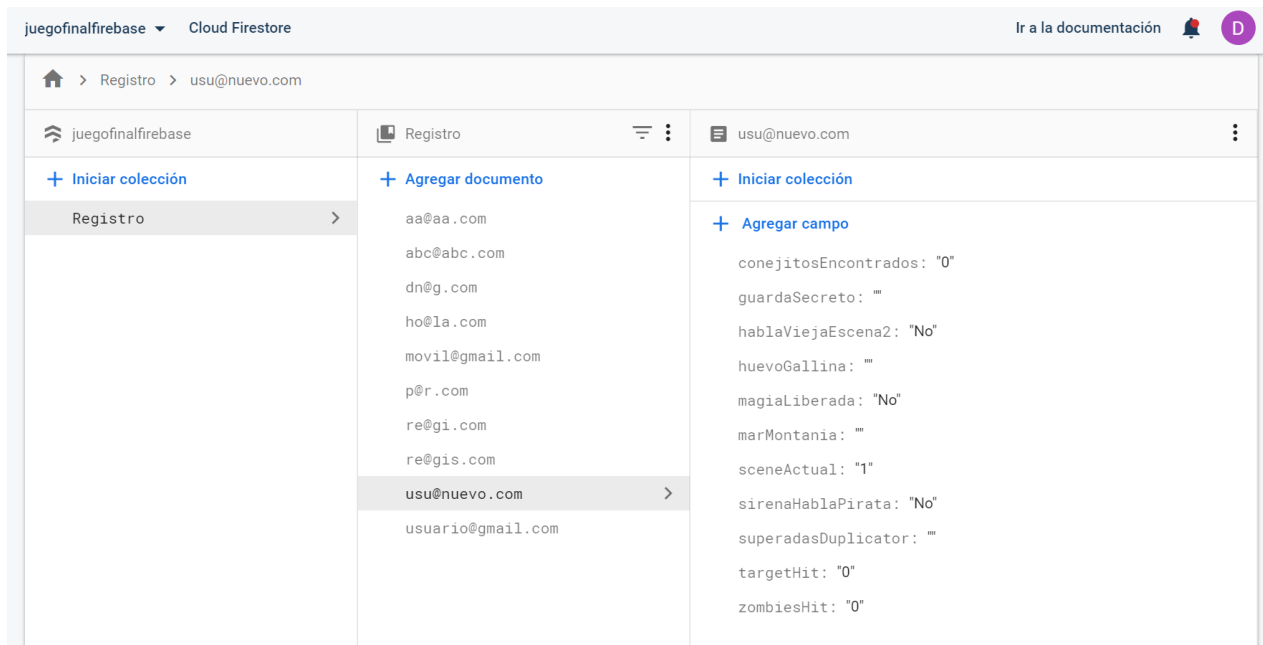 juegofinalfirebase Cloud Firestore Ir a la documentación D
Registro > usu@nuevo.com
juegofinalfirebase
Iniciar colección
Registro
Registro
Agregar documento
aa@aa.com
abc@abc.com
dn@g.com
ho@la.com
movil@gmail.com
p@r.com
re@gi.com
re@gis.com
usu@nuevo.com
usuario@gmail.com
usu@nuevo.com
Iniciar colección
Agregar campo
conejitosEncontrados: "0"
guardaSecreto: ""
hablaViejaEscena2: "No"
huevoGallina: ""
magiaLiberada: "No"
marMontania: ""
sceneActual: "1"
sirenaHablaPirata: "No"
superadasDuplicator: ""
targetHit: "0"
zombiesHit: "0"